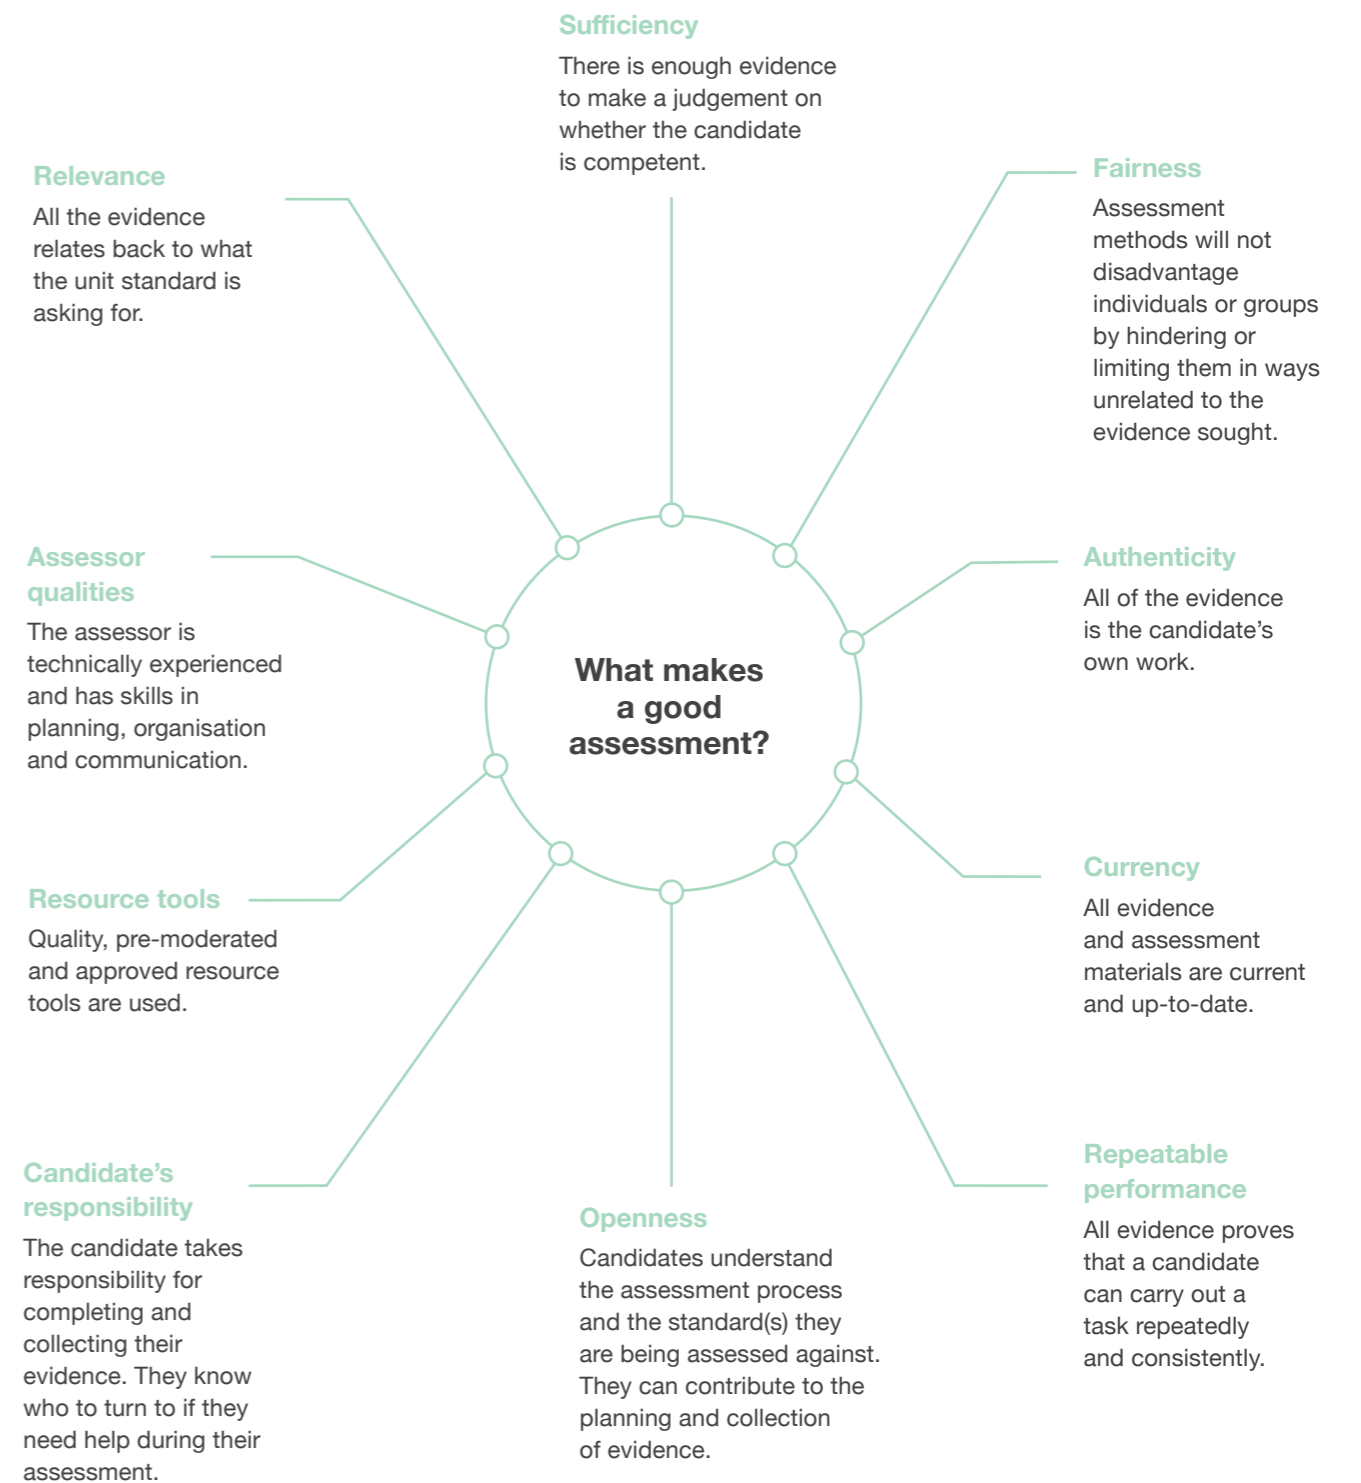 Sufficiency
There is enough evidence
to make a judgement on
whether the candidate
is competent.
Fairness
Assessment
methods will not
disadvantage
individuals or groups
by hindering or
limiting them in ways
unrelated to the
evidence sought.
Authenticity
All of the evidence
is the candidate’s
own work.
Currency
All evidence
and assessment
materials are current
and up-to-date.
Repeatable
performance
All evidence proves
that a candidate
can carry out a
task repeatedly
and consistently.
Openness
Candidates understand
the assessment process
and the standard(s) they
are being assessed against.
They can contribute to the
planning and collection
of evidence.
Candidate’s
responsibility
The candidate takes
responsibility for
completing and
collecting their
evidence. They know
who to turn to if they
need help during their
assessment.
Resource tools
Quality, pre-moderated
and approved resource
tools are used.
Assessor
qualities
The assessor is
technically experienced
and has skills in
planning, organisation
and communication.
Relevance
All the evidence
relates back to what
the unit standard is
asking for.
What makes
a good
assessment?